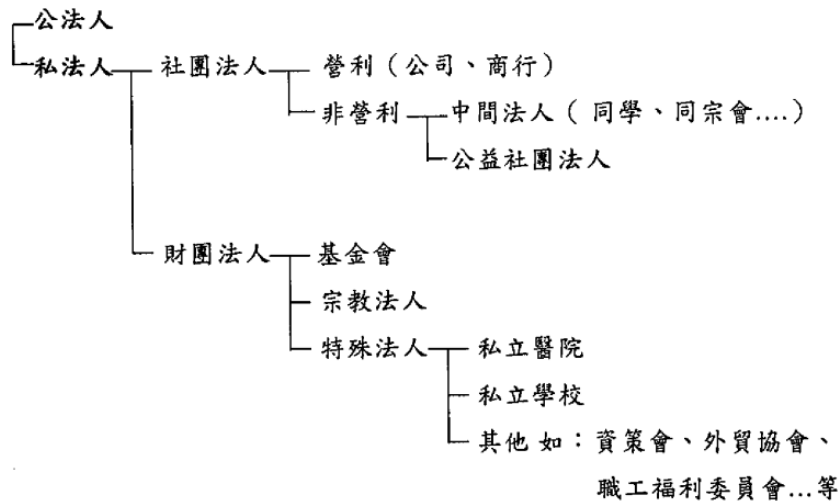 公法人
私法人 社團法人 營利（公司、商行）
非營利 中間法人（同學、同宗會....）
公益社團法人
財團法人 基金會
宗教法人
特殊法人 私立醫院
私立學校
其他如：資策會、外貿協會、
職工福利委員會...等